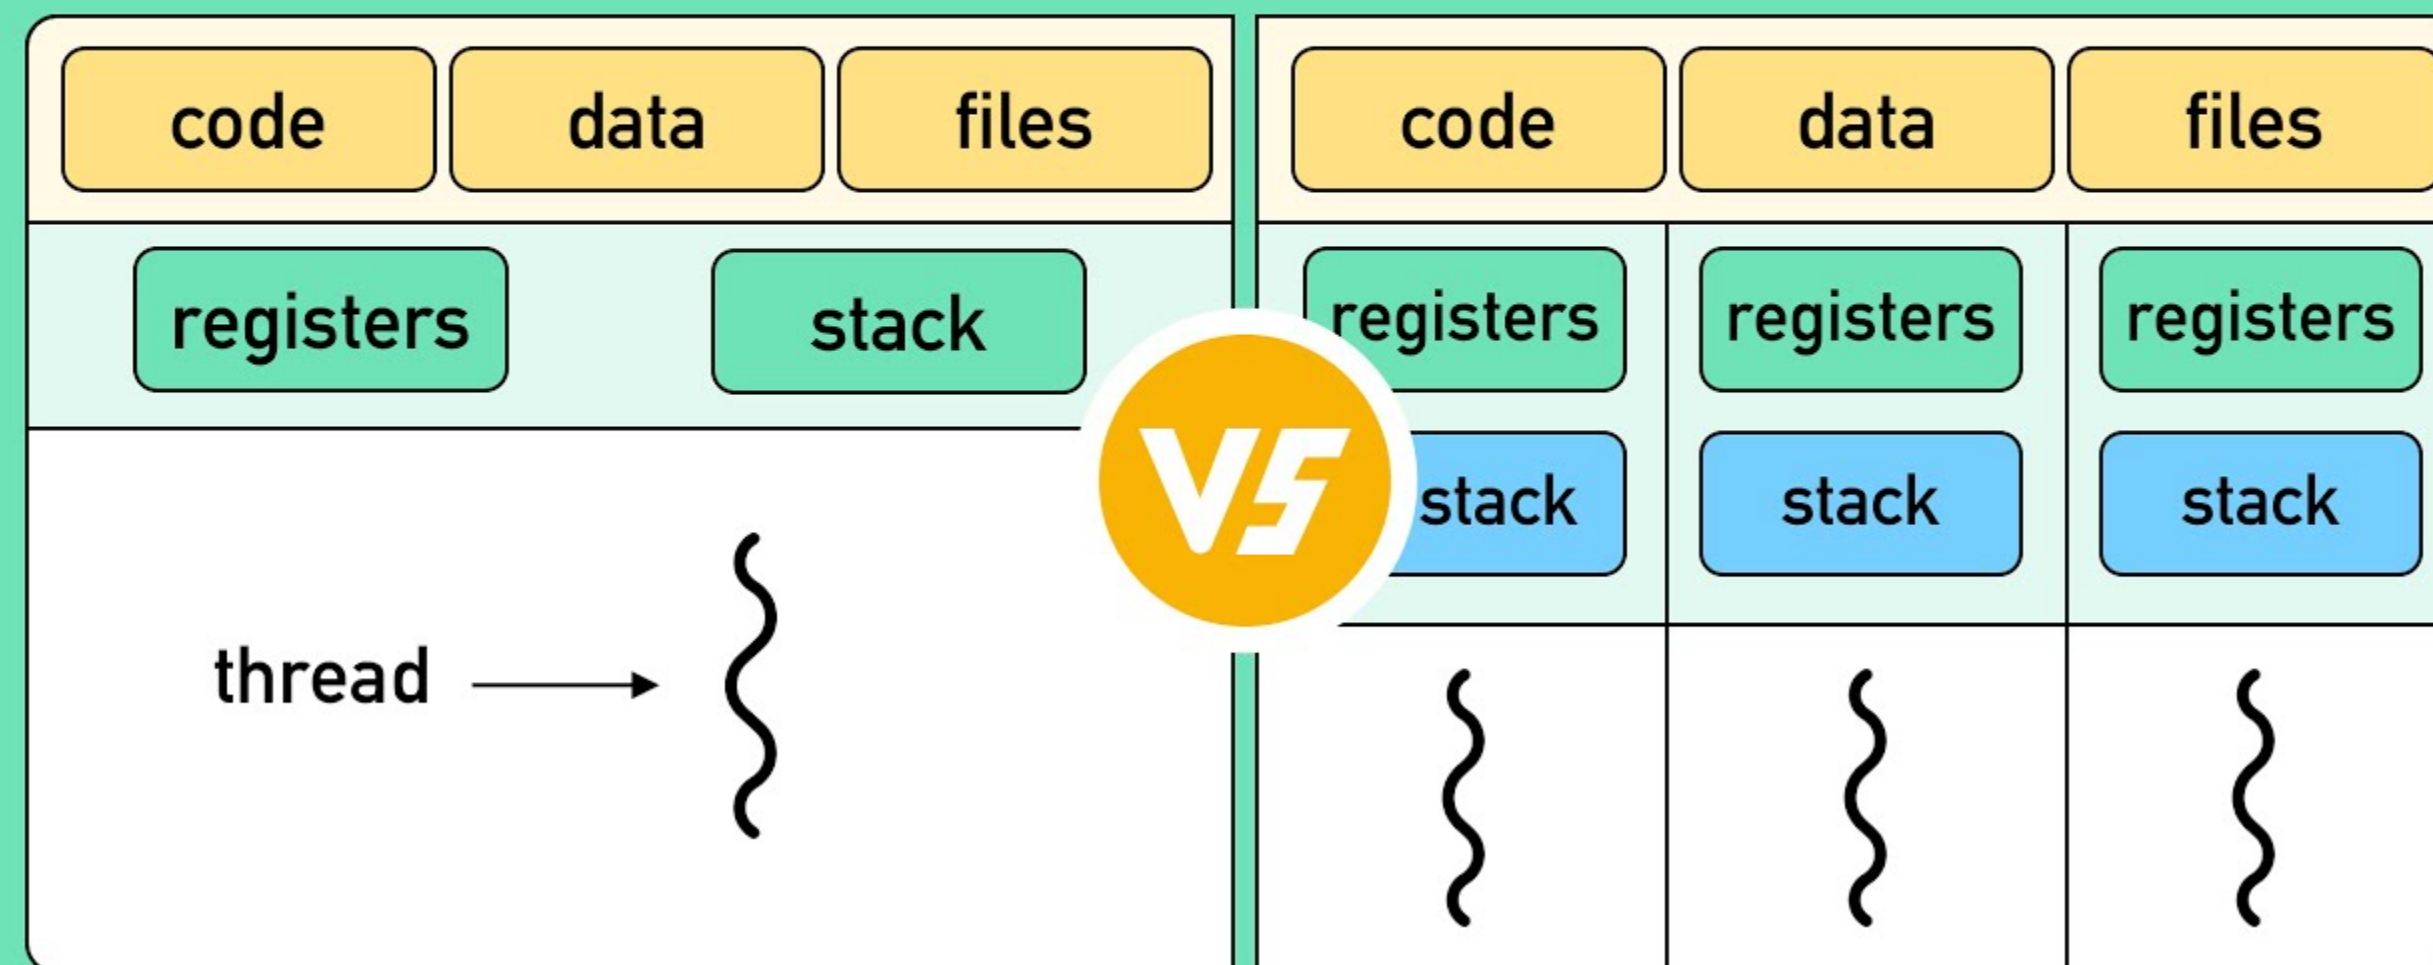 code data files
registers stack
thread
VS
code data files
registers registers registers
stack stack stack